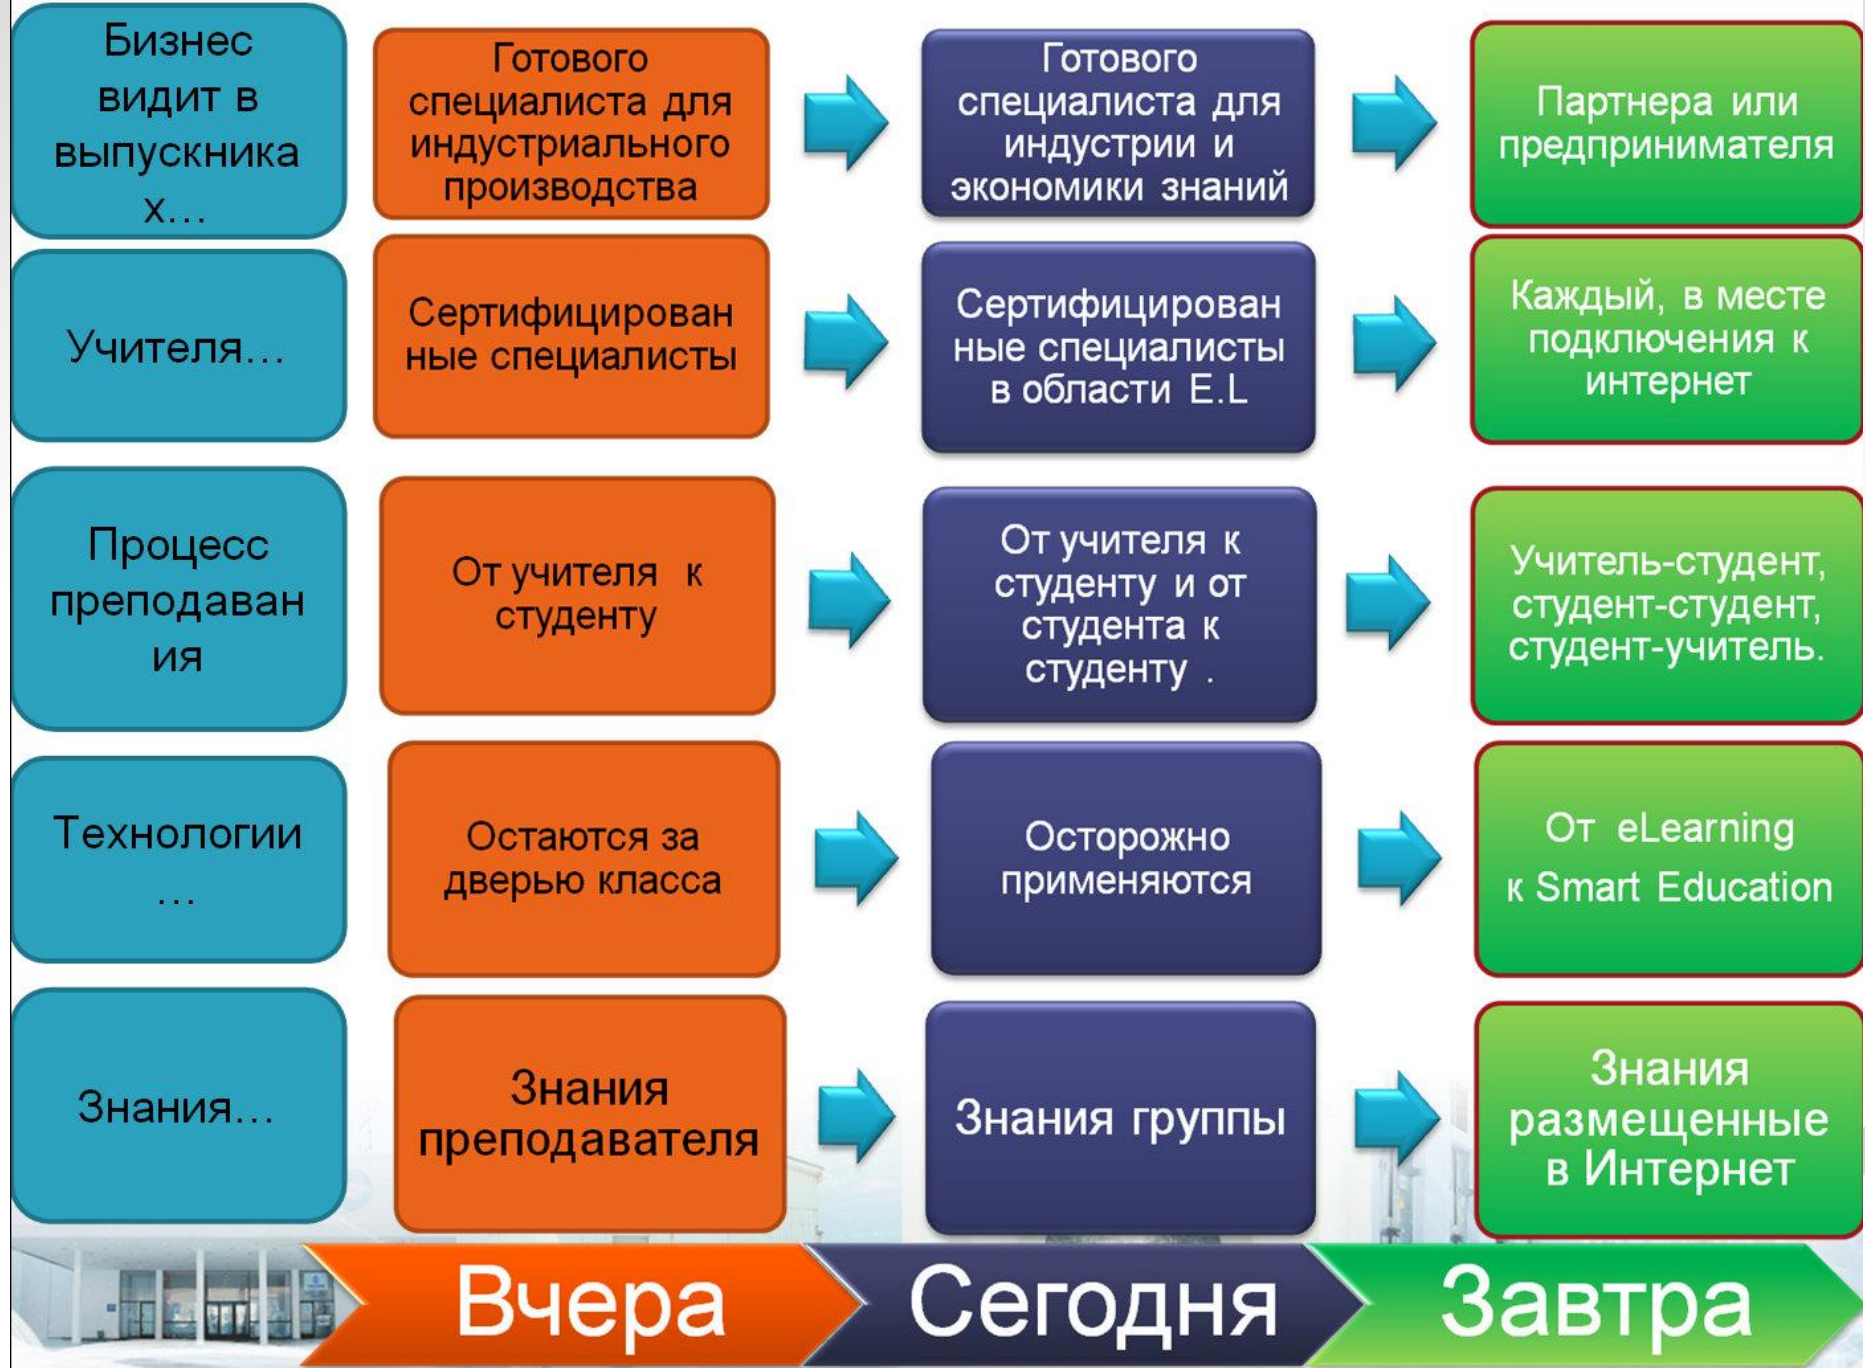 Бизнес
видит в
выпускника
х...
Готового
специалиста для
индустриального
производства
Готового
специалиста для
индустрии и
экономики знаний
Партнера или
предпринимателя
Учителя...
Сертифицирован
ные специалисты
Сертифицирован
ные специалисты
в области E.L
Каждый, в месте
подключения к
интернет
Процесс
преподаван
ия
От учителя к
студенту
От учителя к
студенту и от
студента к
студенту .
Учитель-студент,
студент-студент,
студент-учитель.
Технологии
...
Остаются за
дверью класса
Осторожно
применяются
От eLearning
к Smart Education
Знания...
Знания
преподавателя
Знания группы
Знания
размещенные
в Интернет
Вчера
Сегодня
Завтра